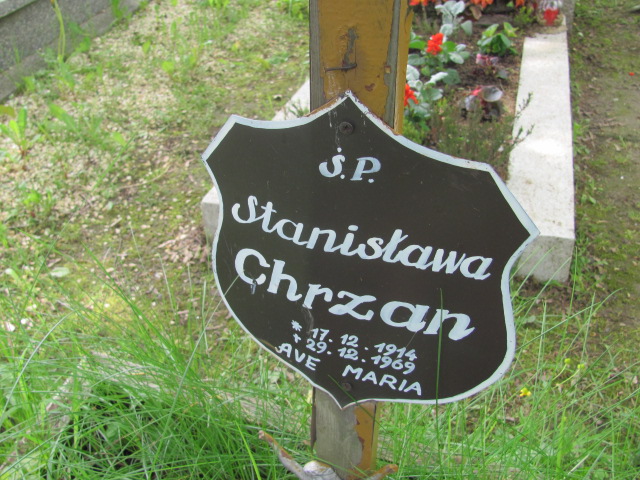 Ś.P.
Stanisława
Chrzan
* 17.12.1914
+ 29.12.1969
AVE MARIA